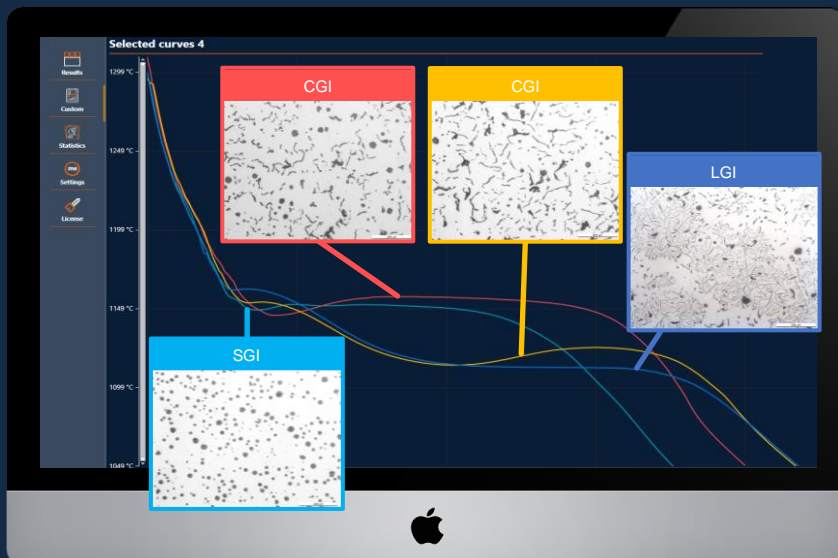 Selected curves 4
Results
Custom
Statistics
Settings
License
1299 °C
1249 °C
1199 °C
1149 °C
1099 °C
1049 °C
CGI
CGI
LGI
SGI